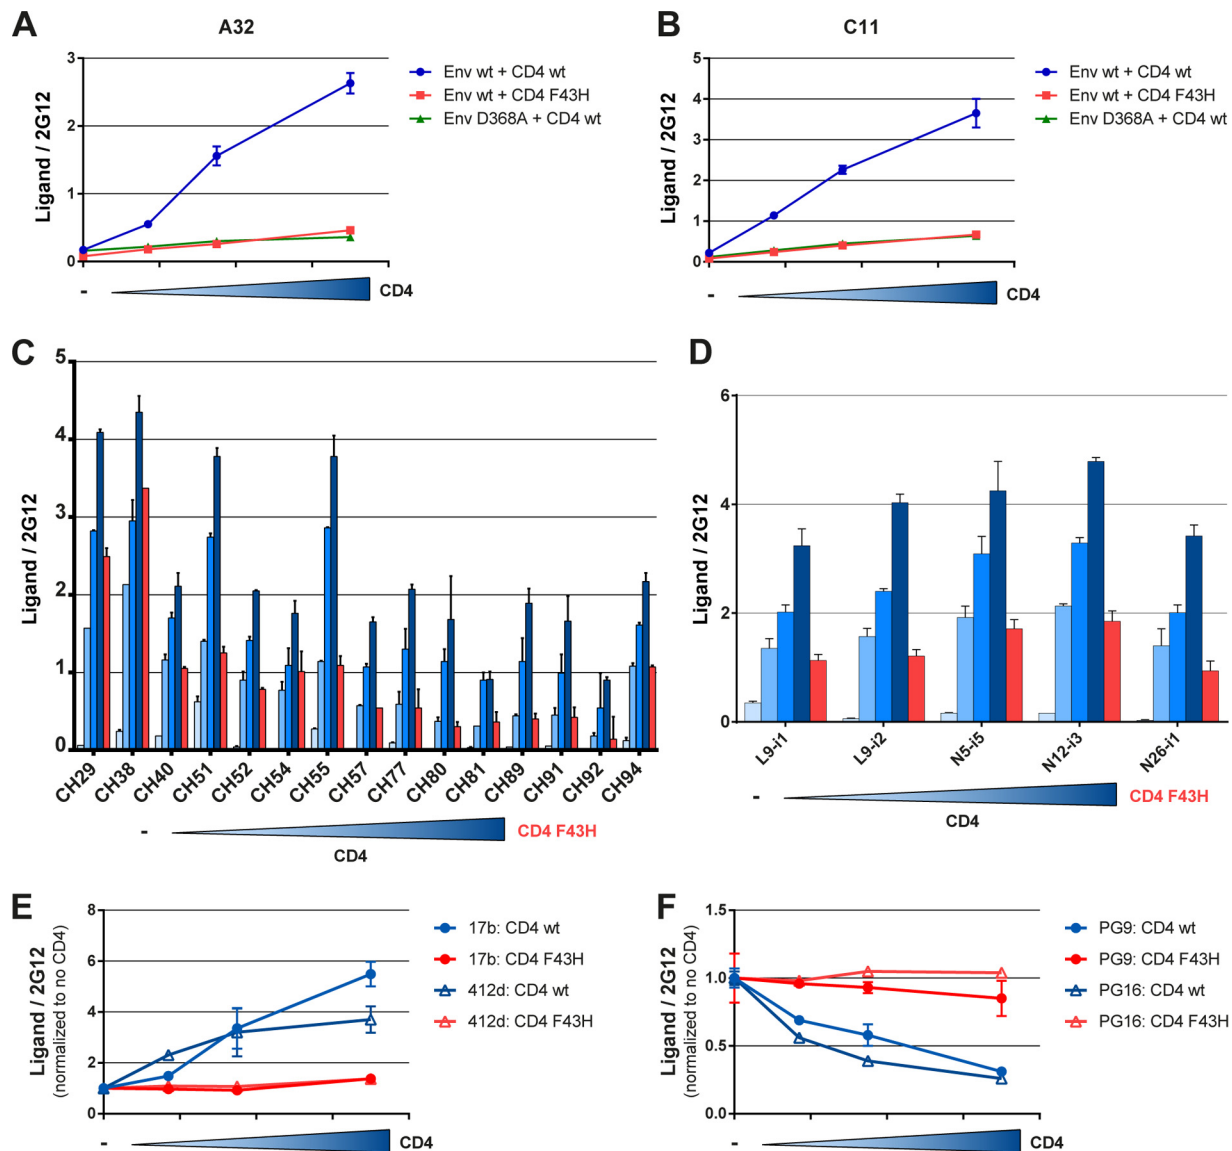 A
A32
Ligand / 2G12
3
2
1
0
Env wt + CD4 wt
Env wt + CD4 F43H
Env D368A + CD4 wt
-
CD4
B
C11
Ligand / 2G12
5
4
3
2
1
0
Env wt + CD4 wt
Env wt + CD4 F43H
Env D368A + CD4 wt
-
CD4
C
Ligand / 2G12
5
4
3
2
1
0
CH29
CH38
CH40
CH51
CH52
CH54
CH55
CH57
CH77
CH80
CH81
CH89
CH91
CH92
CH94
-
CD4 F43H
CD4
D
Ligand / 2G12
6
4
2
0
L9-i1
L9-i2
N5-i5
N12-i3
N26-i1
-
CD4 F43H
CD4
E
Ligand / 2G12
(normalized to no CD4)
8
6
4
2
0
17b: CD4 wt
17b: CD4 F43H
412d: CD4 wt
412d: CD4 F43H
-
CD4
F
Ligand / 2G12
(normalized to no CD4)
1.5
1.0
0.5
0.0
PG9: CD4 wt
PG9: CD4 F43H
PG16: CD4 wt
PG16: CD4 F43H
-
CD4